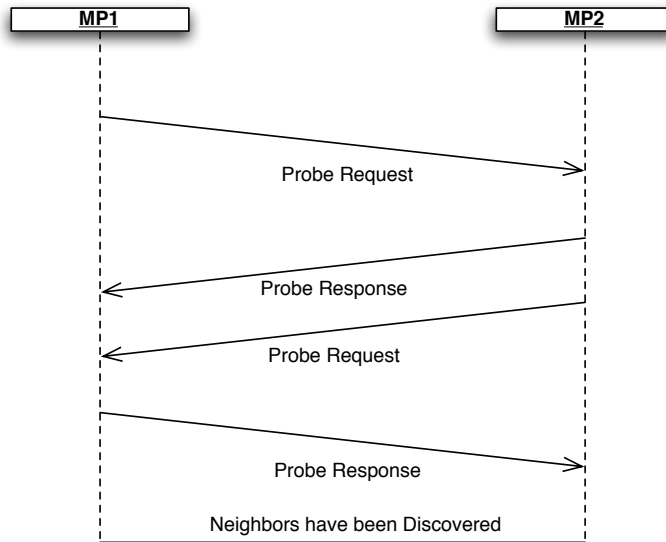 MP1
MP2
Probe Request
Probe Response
Probe Request
Probe Response
Neighbors have been Discovered